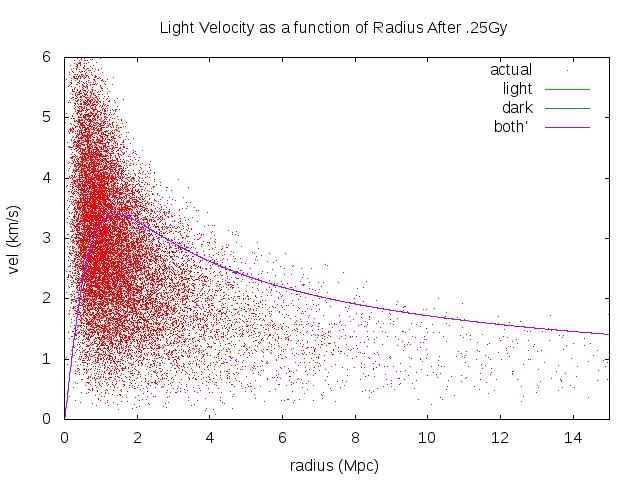 Light Velocity as a function of Radius After .25Gy
actual
light
dark
both'
vel (km/s)
6
5
4
3
2
1
0
0 2 4 6 8 10 12 14
radius (Mpc)